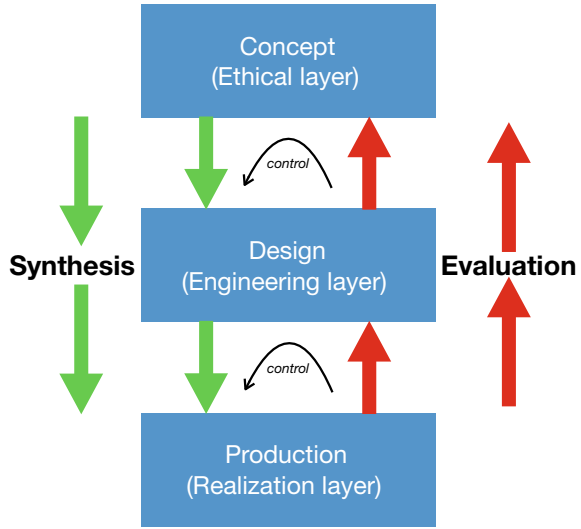 Concept
(Ethical layer)
control
Synthesis
Design
(Engineering layer)
Evaluation
control
Production
(Realization layer)